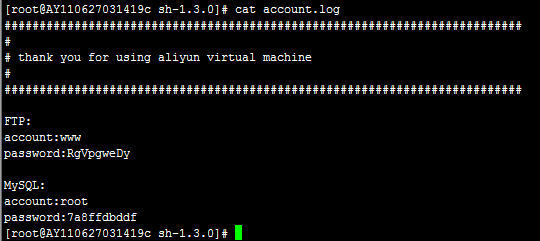 [root@AY110627031419c sh-1.3.0]# cat account.log
##########################################################################
#
# thank you for using aliyun virtual machine
#
##########################################################################
FTP:
account:www
password:RgVpgweDy
MySQL:
account:root
password:7a8ffdbddf
[root@AY110627031419c sh-1.3.0]#